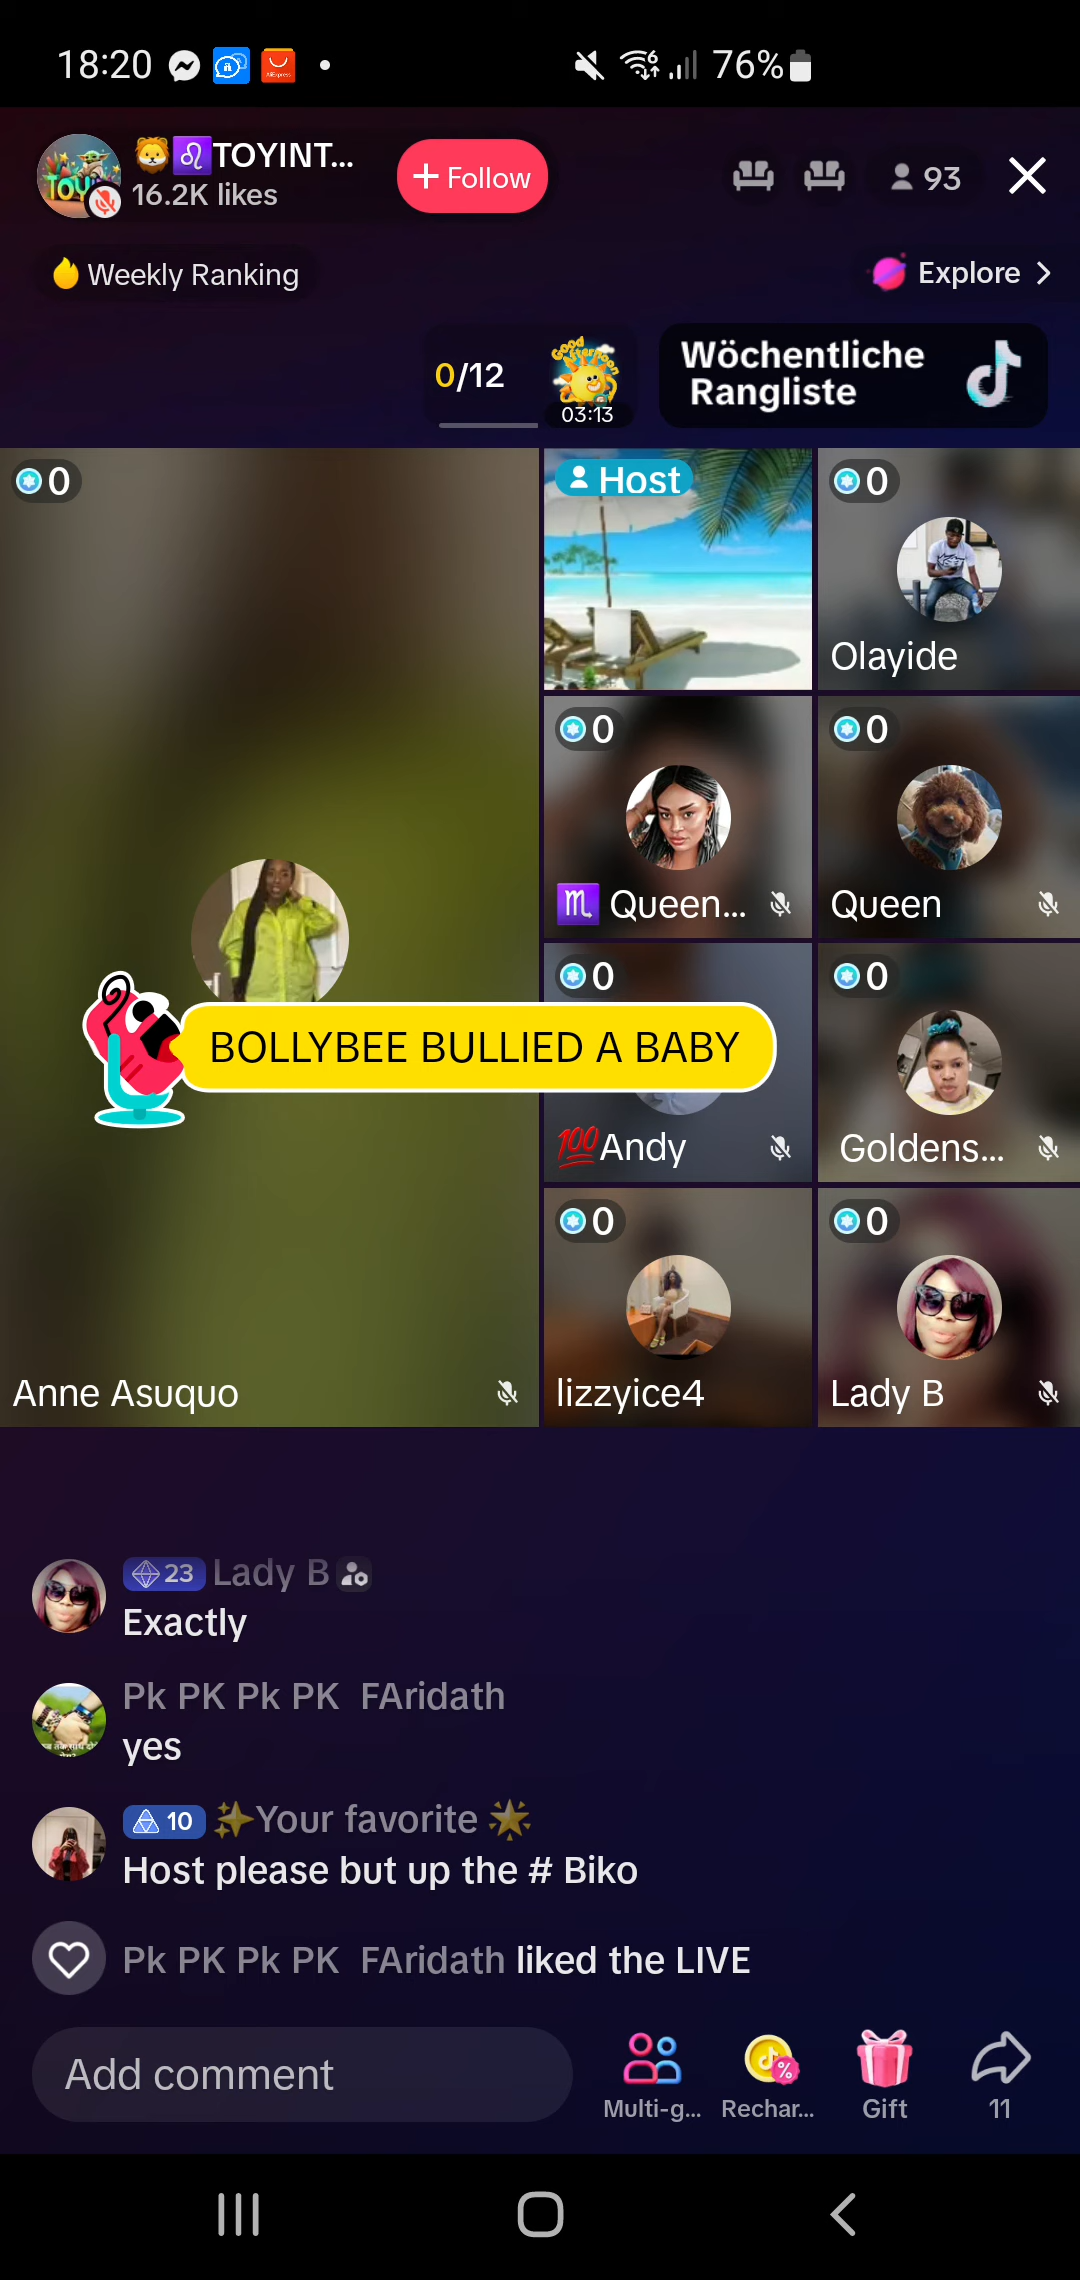 18:20
76%
🦁♌TOYINT...
16.2K likes
+ Follow
93
Weekly Ranking
Explore
0/12
Good Afternoon
03:13
Wöchentliche
Rangliste
0
Host
0
Olayide
0
♏ Queen...
0
Queen
0
💯Andy
0
Goldens...
BOLLYBEE BULLIED A BABY
0
lizzyice4
0
Lady B
Anne Asuquo
23 Lady B
Exactly
Pk PK Pk PK FAridath
yes
10 ✨Your favorite 🌟
Host please but up the # Biko
Pk PK Pk PK FAridath liked the LIVE
Add comment
Multi-g...
Rechar...
Gift
11